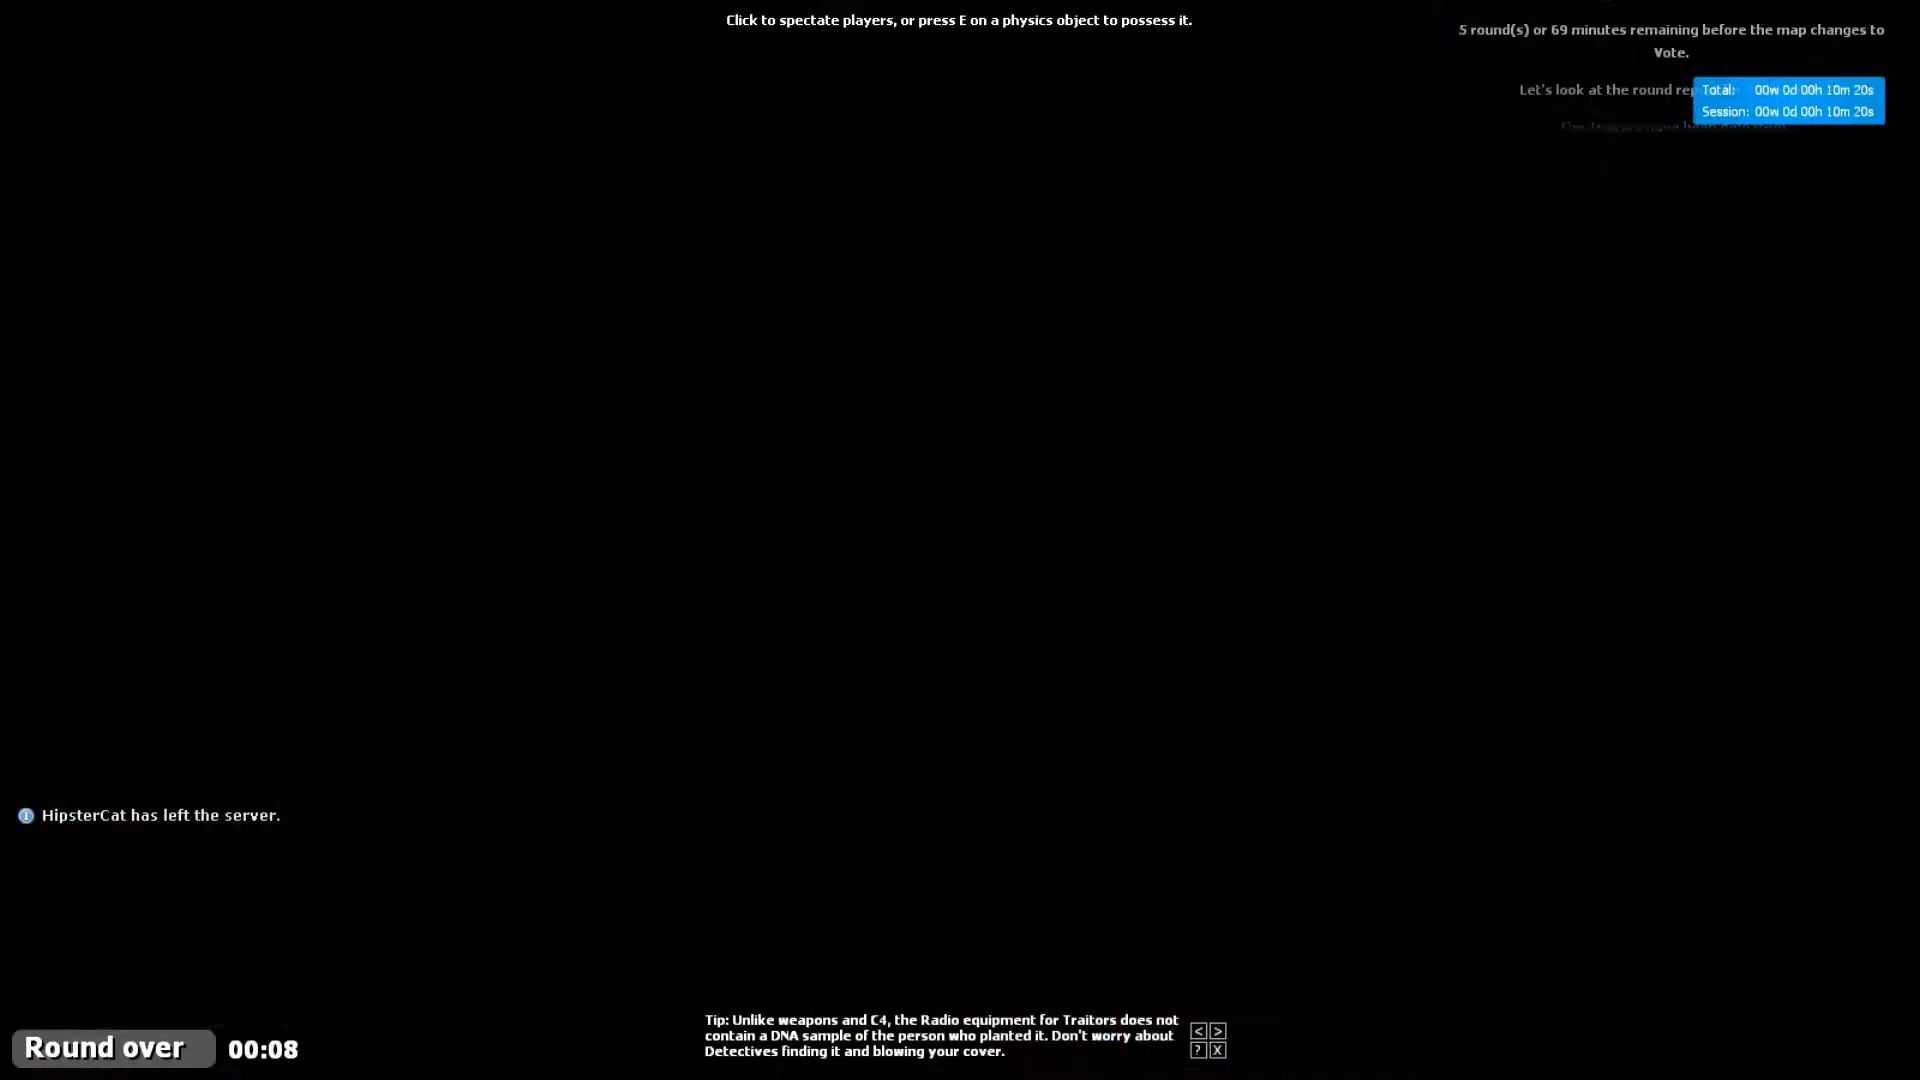 Click to spectate players, or press E on a physics object to possess it.
5 round(s) or 69 minutes remaining before the map changes to
Vote.
Let's look at the round rep
Total: 00w 0d 00h 10m 20s
Session: 00w 0d 00h 10m 20s
HipsterCat has left the server.
Tip: Unlike weapons and C4, the Radio equipment for Traitors does not
contain a DNA sample of the person who planted it. Don't worry about
Detectives finding it and blowing your cover.
< >
? X
Round over 00:08